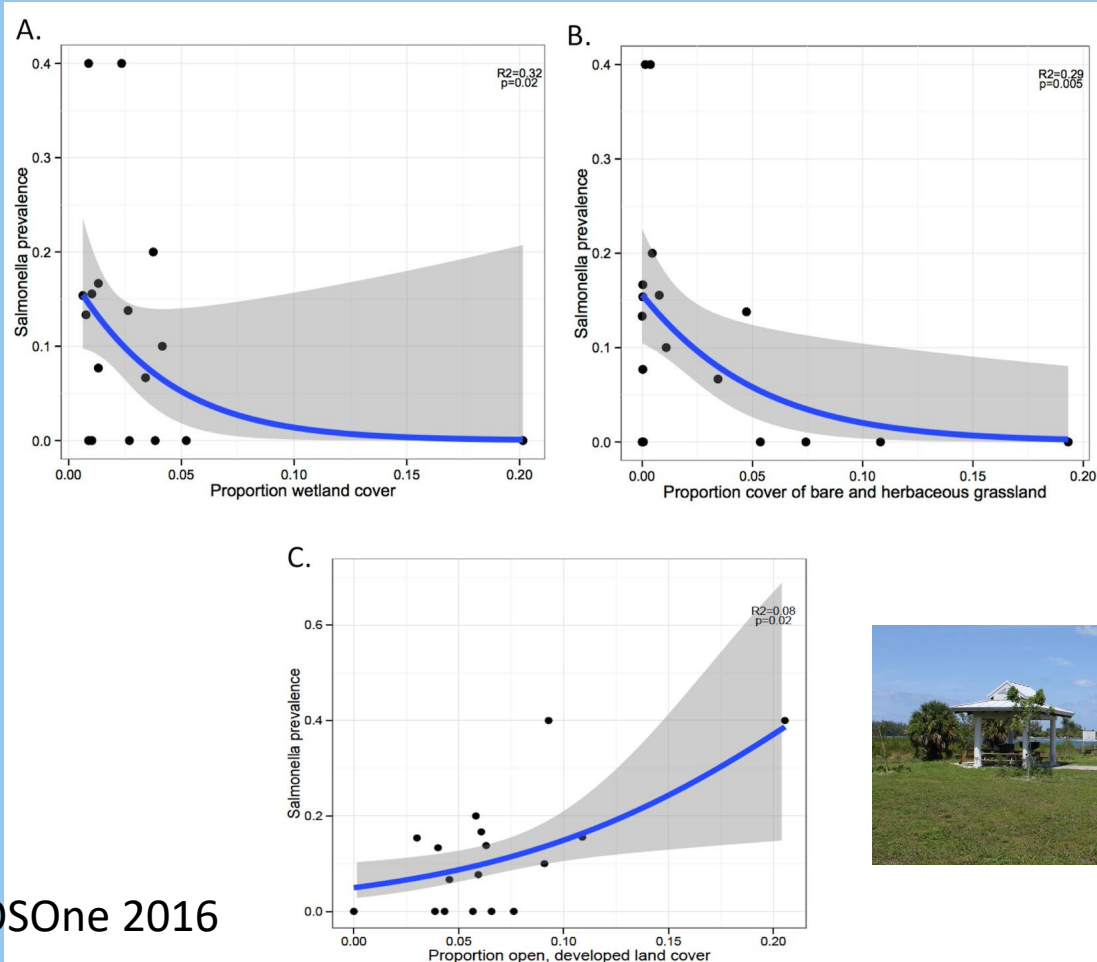 A.
R2=0.32
p=0.02
Salmonella prevalence
0.4
0.3
0.2
0.1
0.0
0.00 0.05 0.10 0.15 0.20
Proportion wetland cover
B.
R2=0.29
p=0.005
Salmonella prevalence
0.4
0.3
0.2
0.1
0.0
0.00 0.05 0.10 0.15 0.20
Proportion cover of bare and herbaceous grassland
C.
R2=0.08
p=0.02
Salmonella prevalence
0.6
0.4
0.2
0.0
0.00 0.05 0.10 0.15 0.20
Proportion open, developed land cover
OSOne 2016